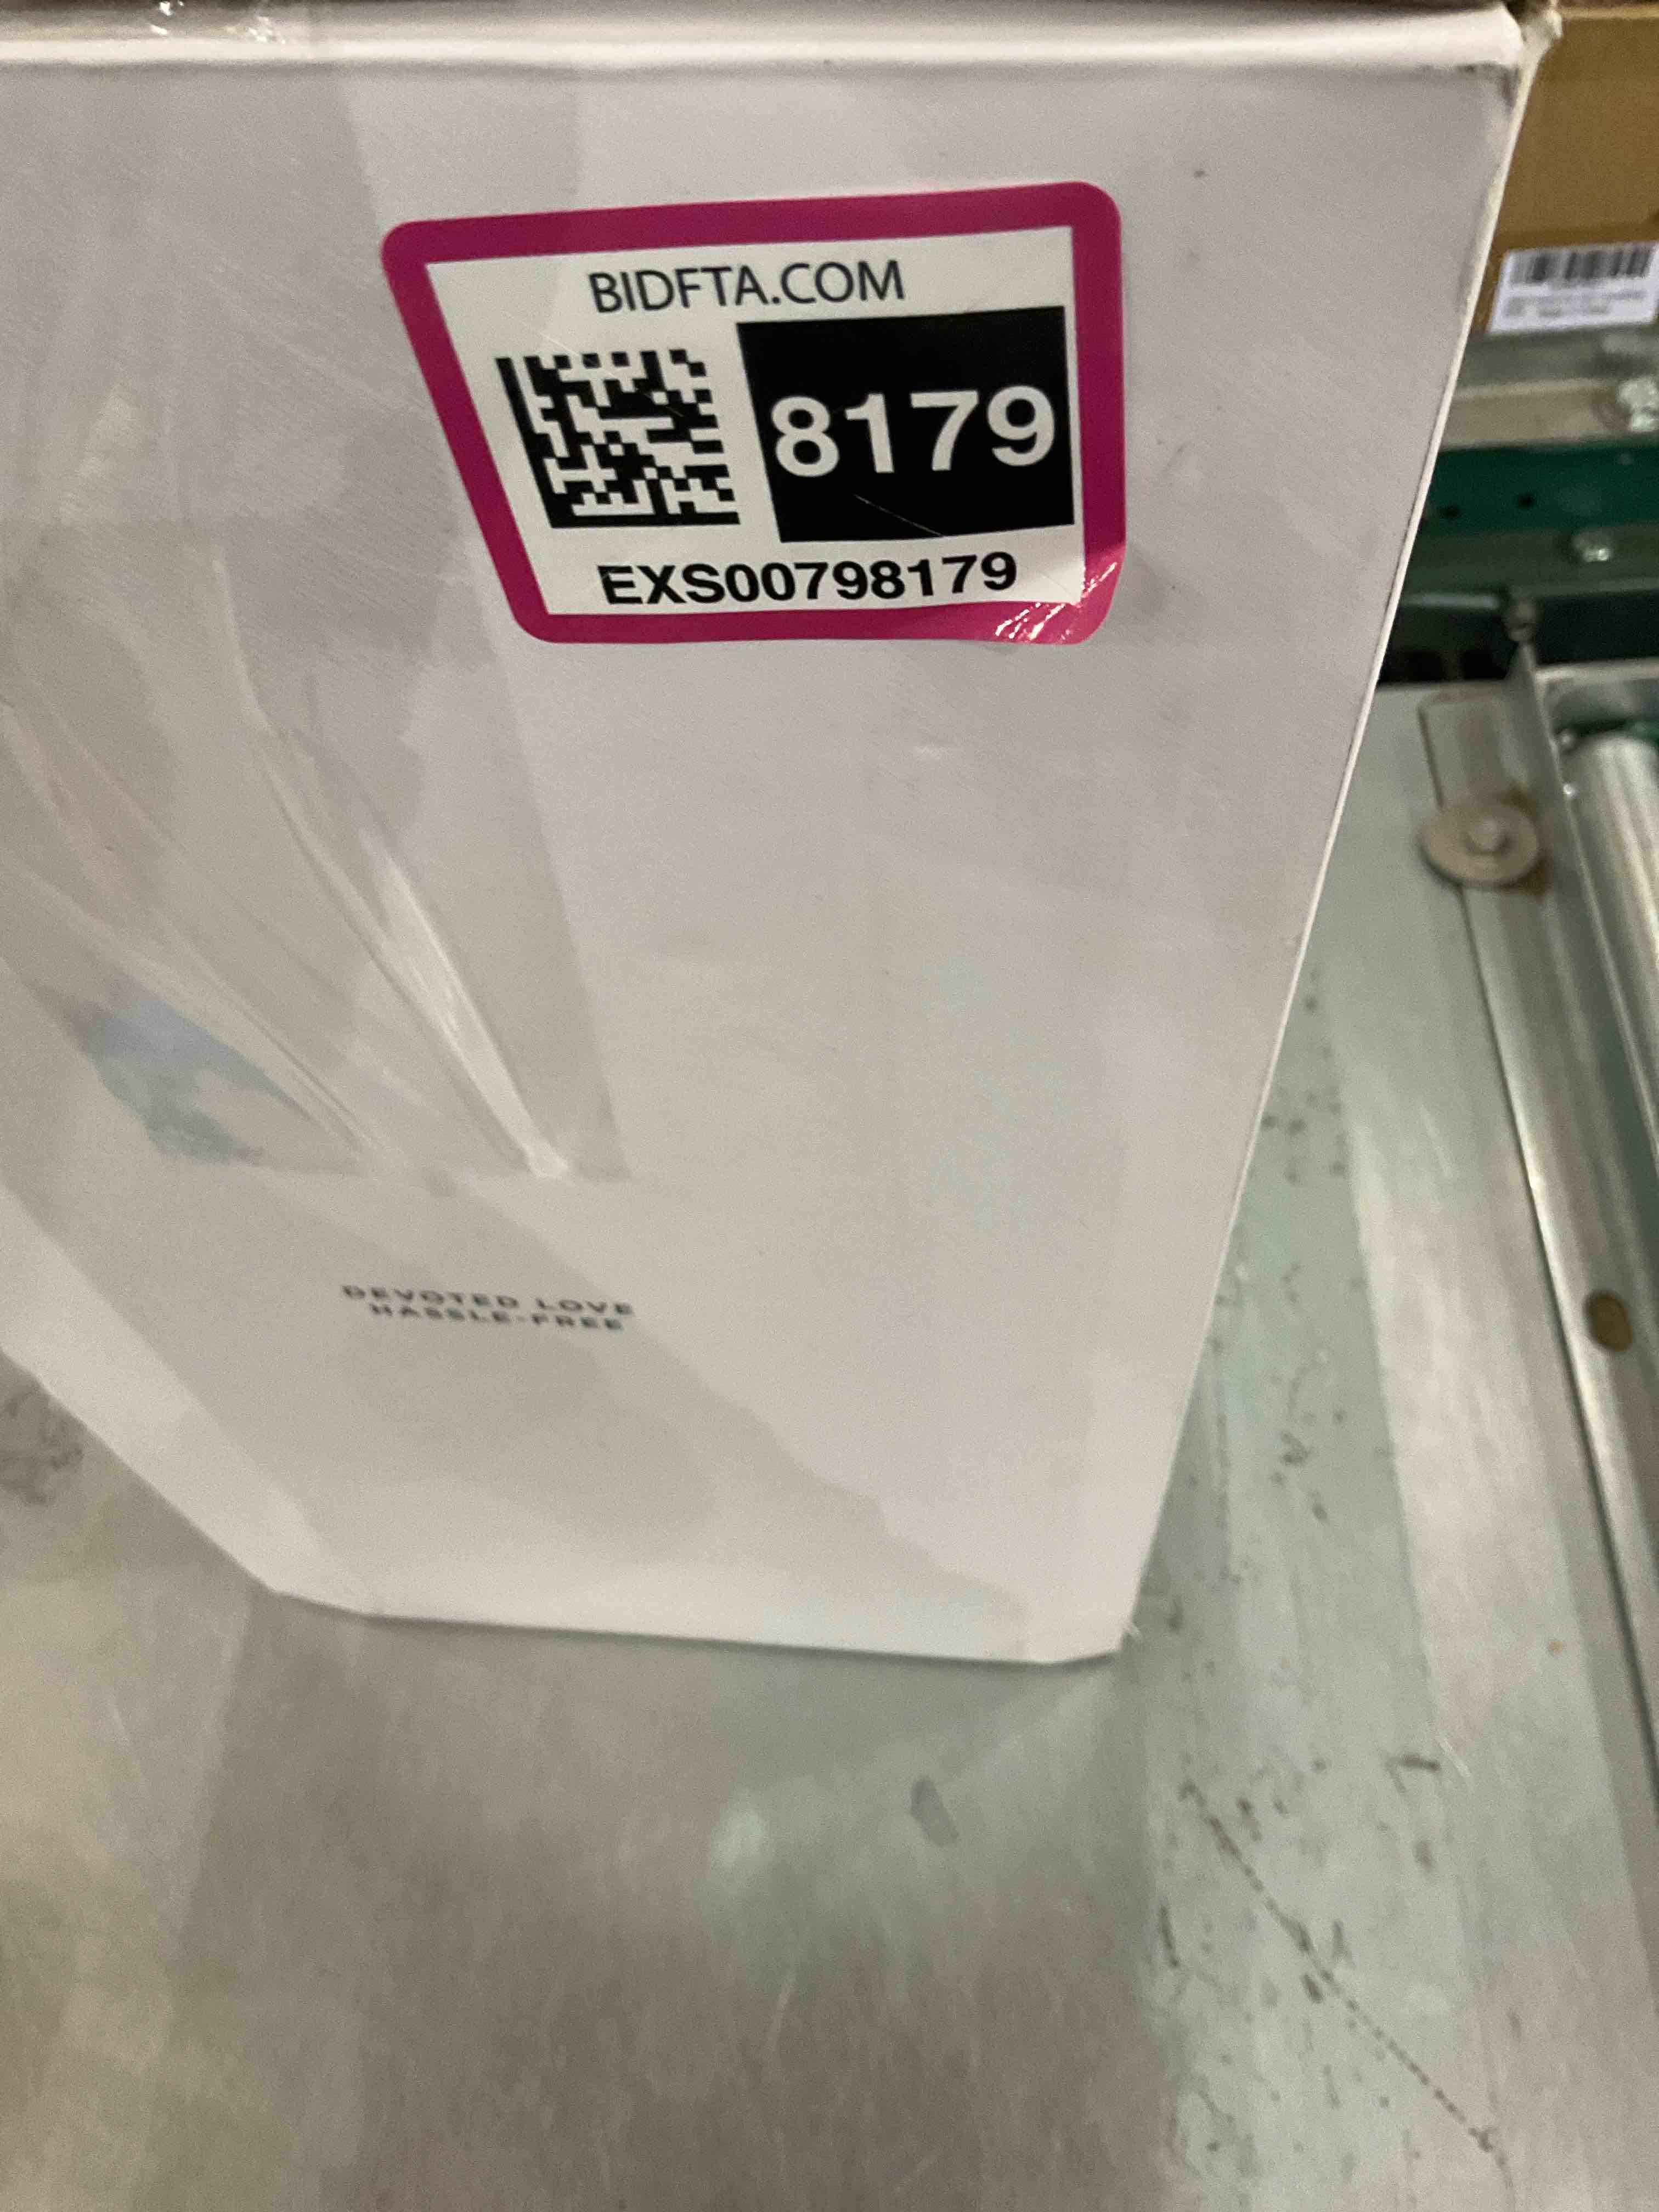 BIDFTA.COM
8179
EXS00798179
DEVOTED LOVE
HASSLE-FREE